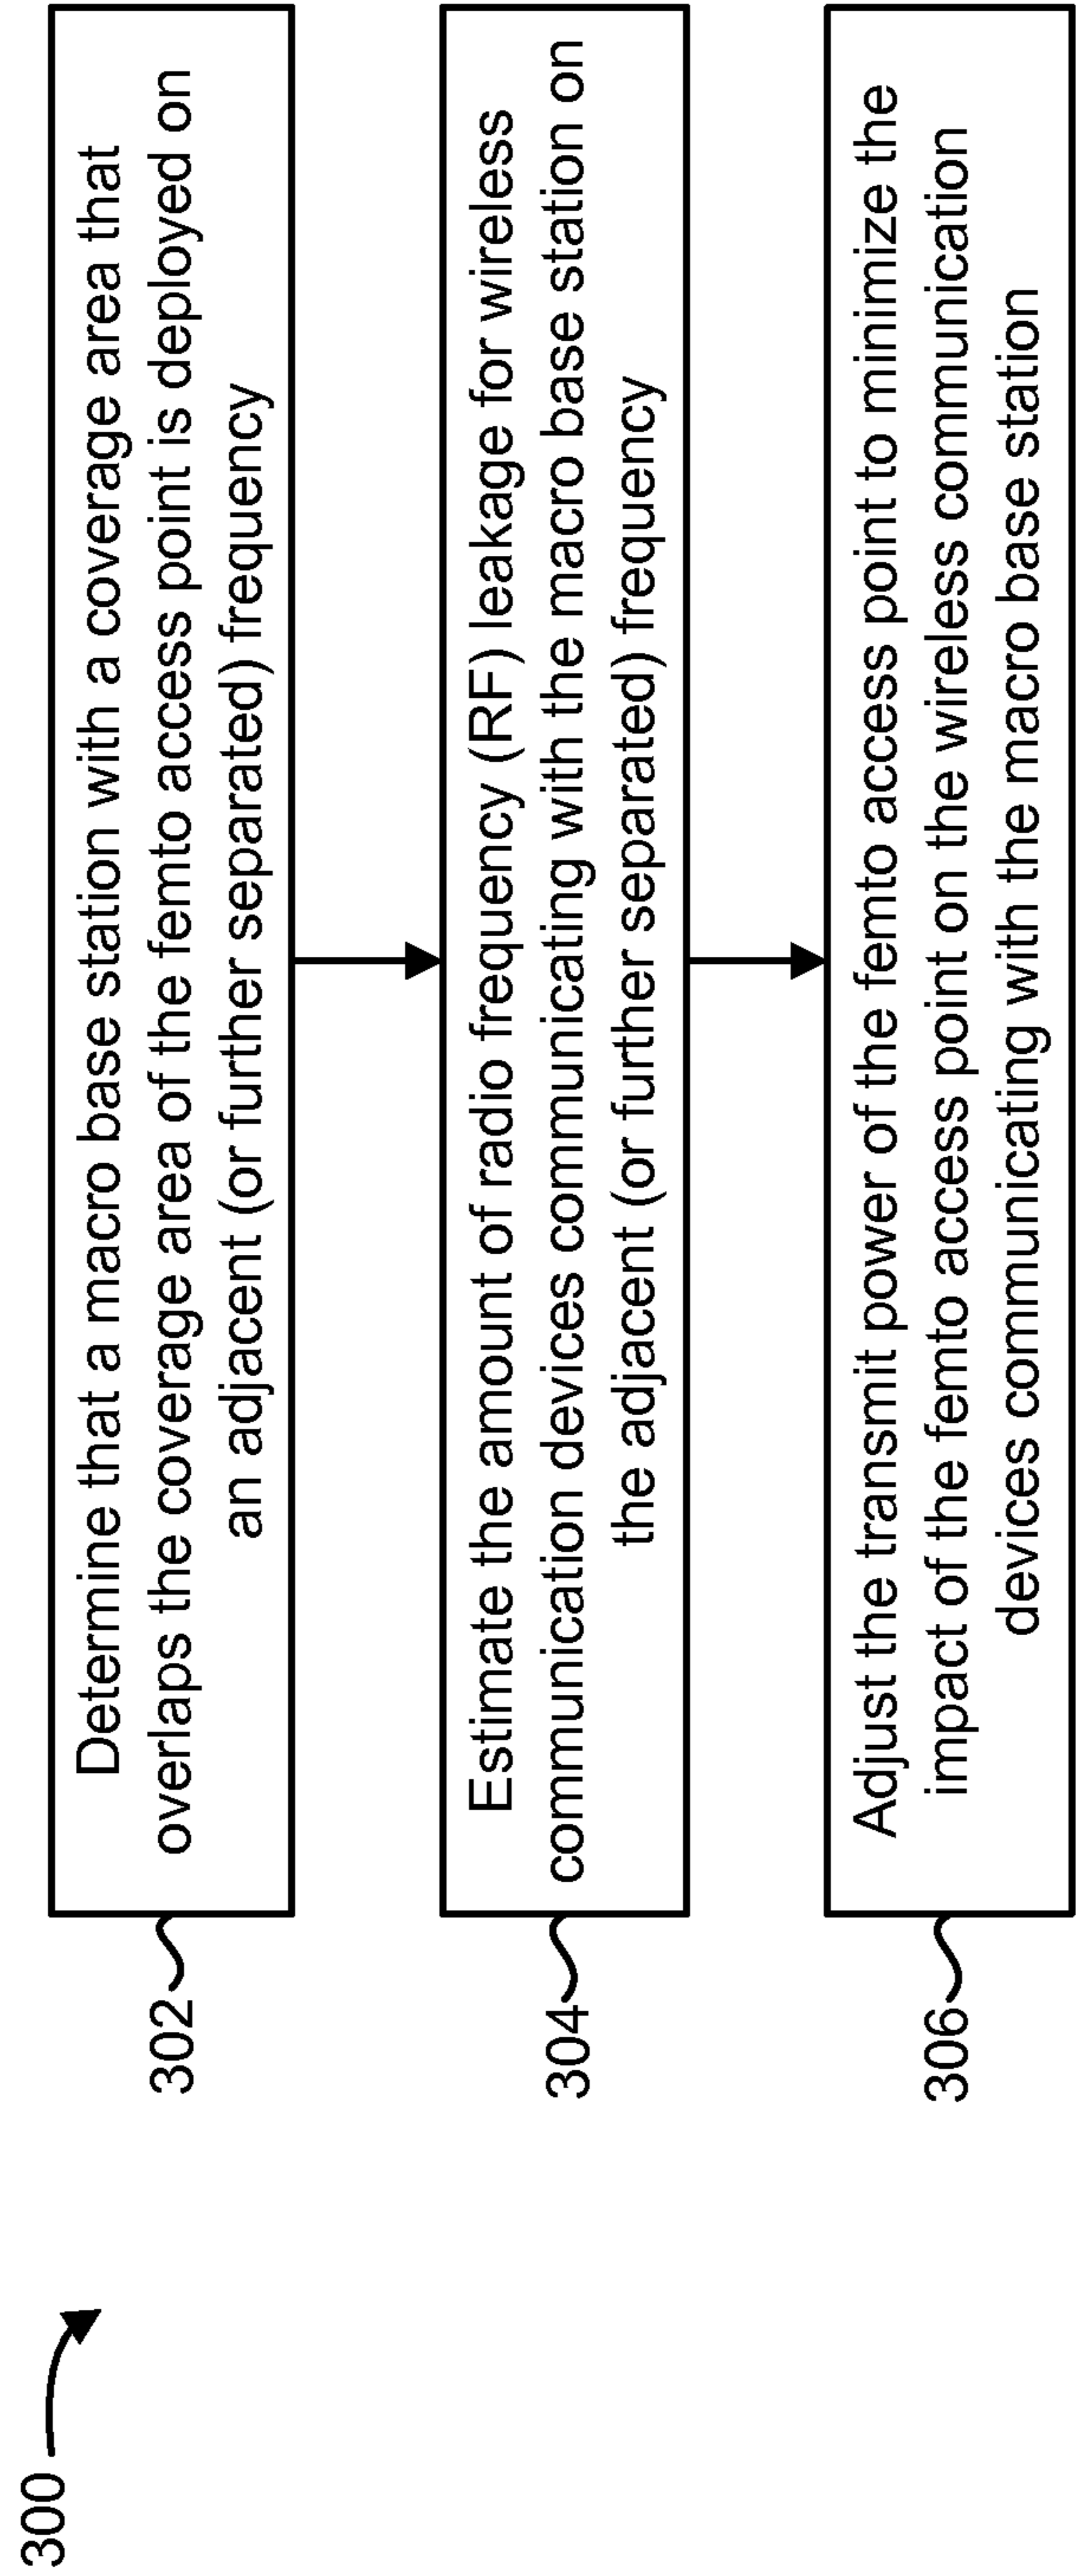 300
302
Determine that a macro base station with a coverage area that
overlaps the coverage area of the femto access point is deployed on
an adjacent (or further separated) frequency
304
Estimate the amount of radio frequency (RF) leakage for wireless
communication devices communicating with the macro base station on
the adjacent (or further separated) frequency
306
Adjust the transmit power of the femto access point to minimize the
impact of the femto access point on the wireless communication
devices communicating with the macro base station